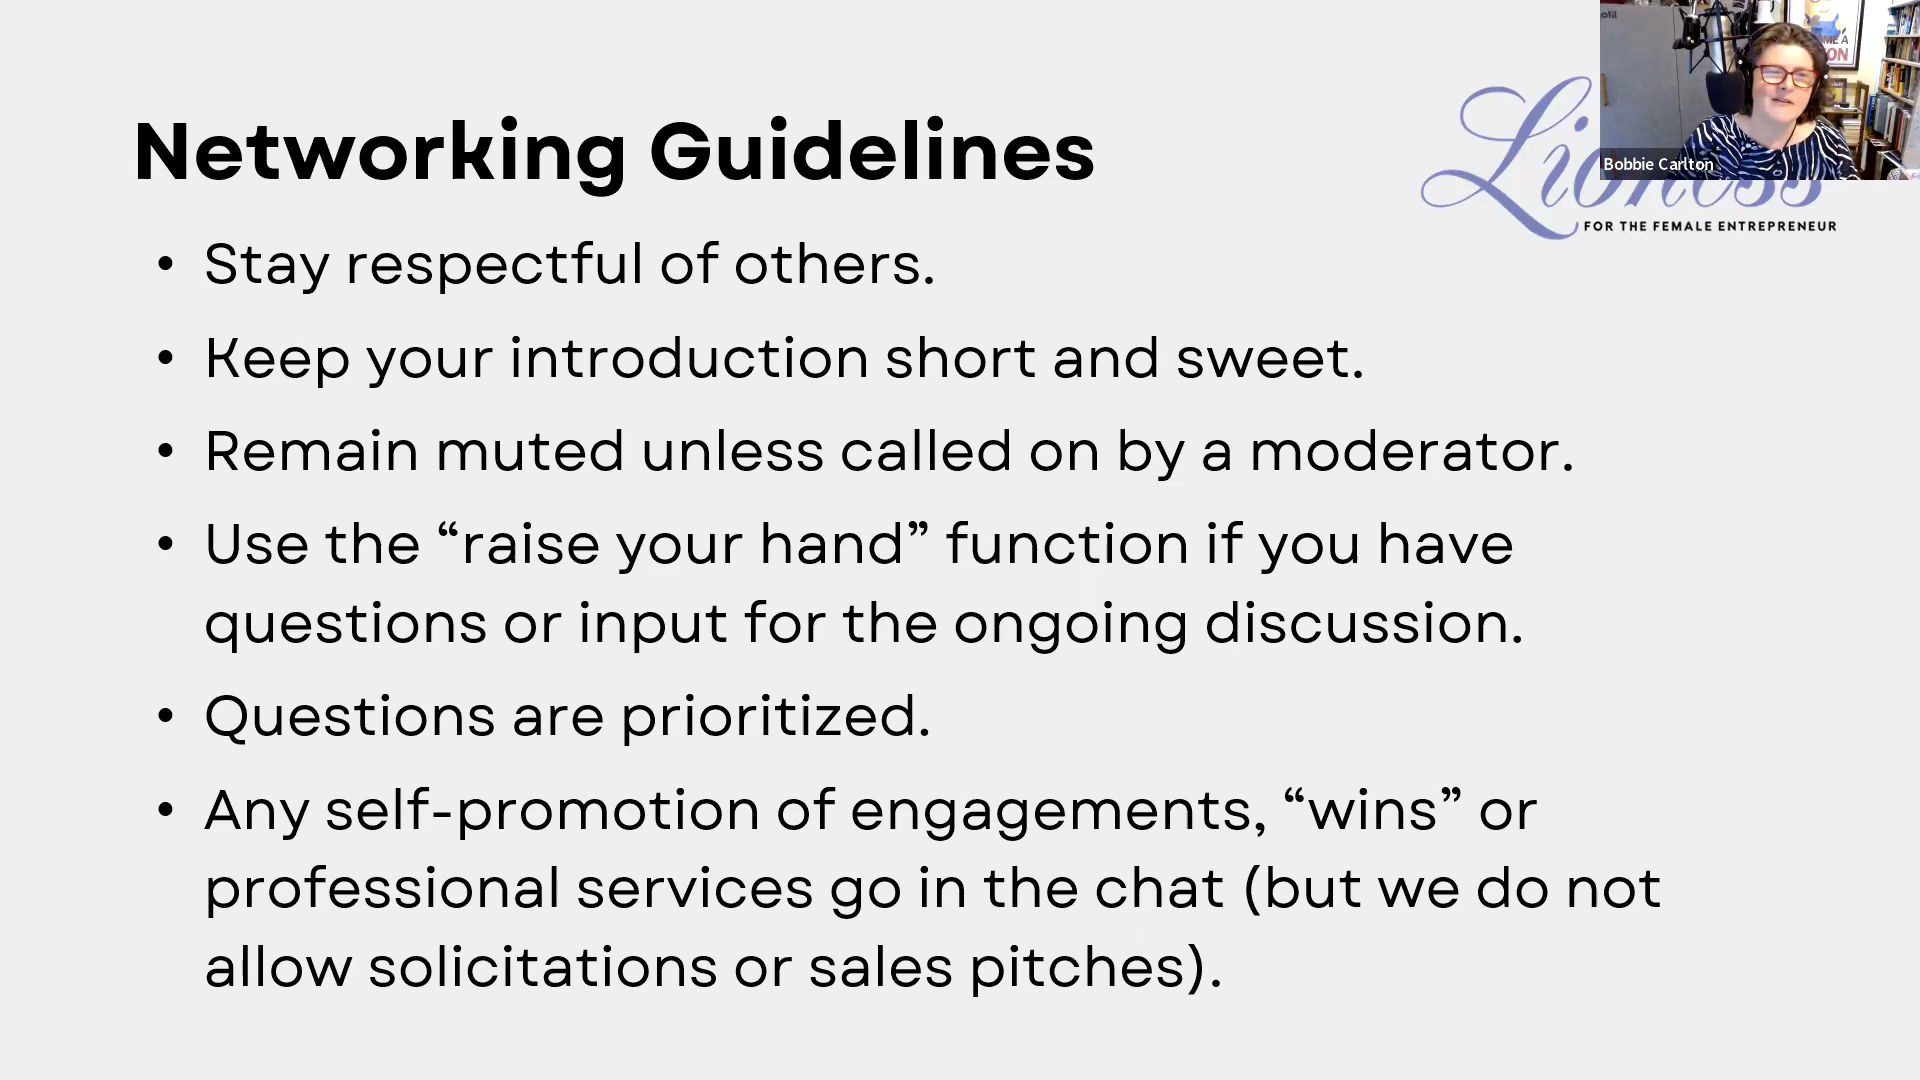 Networking Guidelines
Lioness
FOR THE FEMALE ENTREPRENEUR
Bobbie Carlton
ME A
ON
• Stay respectful of others.
• Keep your introduction short and sweet.
• Remain muted unless called on by a moderator.
• Use the “raise your hand” function if you have
questions or input for the ongoing discussion.
• Questions are prioritized.
• Any self-promotion of engagements, “wins” or
professional services go in the chat (but we do not
allow solicitations or sales pitches).